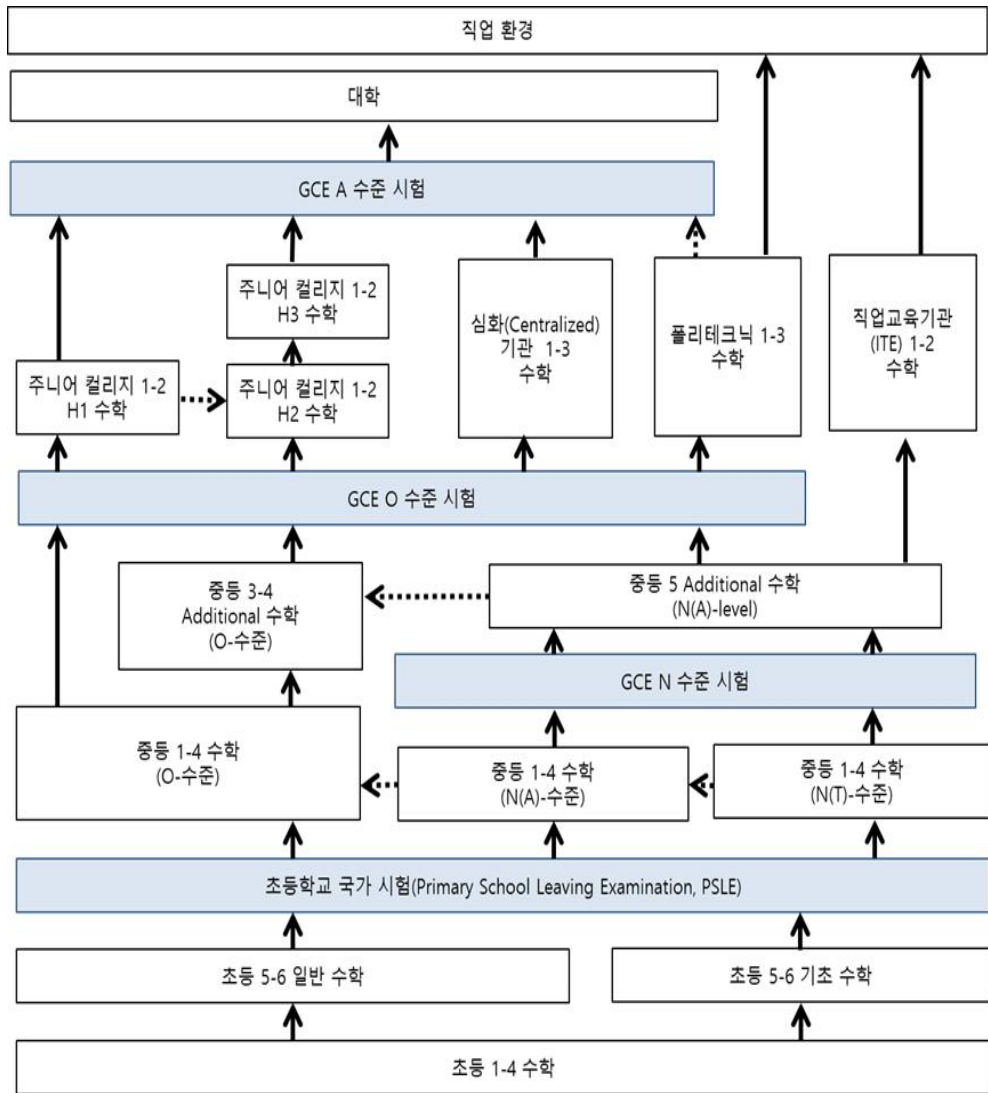 직업 환경
대학
GCE A 수준 시험
주니어 컬리지 1-2
H3 수학
심화(Centralized)
기관 1-3
수학
폴리테크닉 1-3
수학
직업교육기관
(ITE) 1-2
수학
주니어 컬리지 1-2
H1 수학
주니어 컬리지 1-2
H2 수학
GCE O 수준 시험
중등 3-4
Additional 수학
(O-수준)
중등 5 Additional 수학
(N(A)-level)
GCE N 수준 시험
중등 1-4 수학
(O-수준)
중등 1-4 수학
(N(A)-수준)
중등 1-4 수학
(N(T)-수준)
초등학교 국가 시험(Primary School Leaving Examination, PSLE)
초등 5-6 일반 수학
초등 5-6 기초 수학
초등 1-4 수학